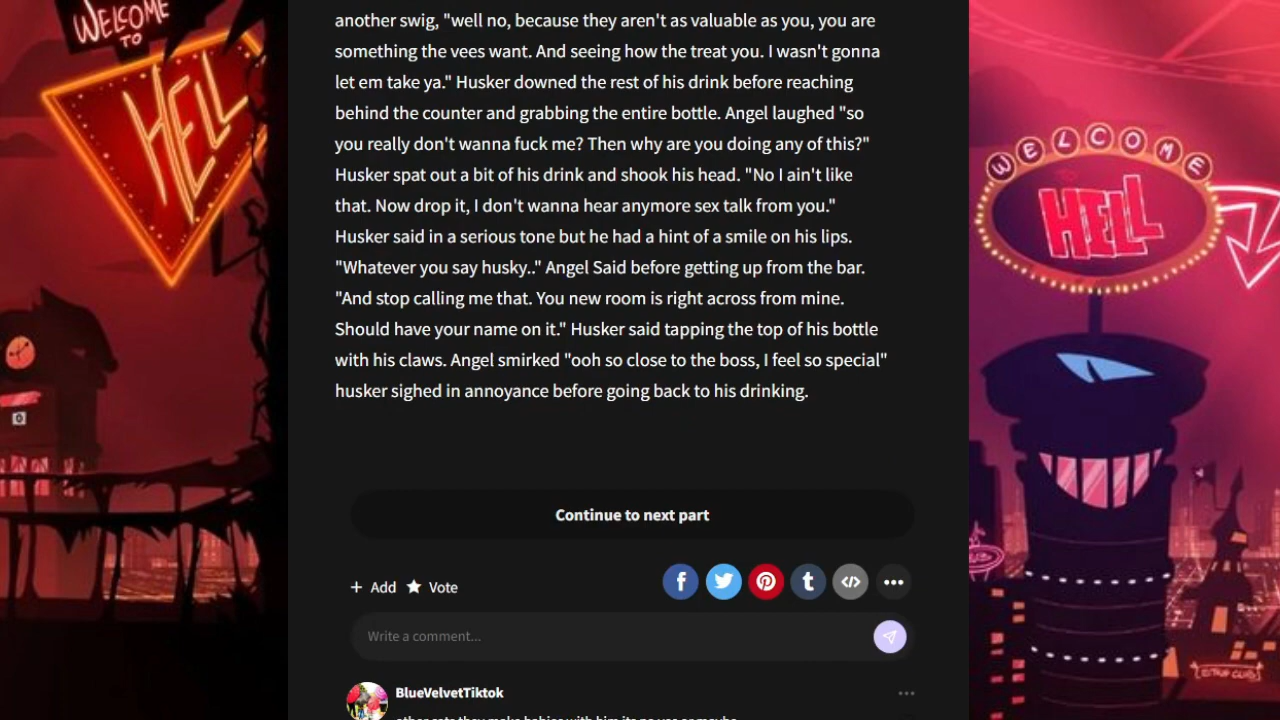 WELCOME
TO
HELL
another swig, "well no, because they aren't as valuable as you, you are
something the vees want. And seeing how the treat you. I wasn't gonna
let em take ya." Husker downed the rest of his drink before reaching
behind the counter and grabbing the entire bottle. Angel laughed "so
you really don't wanna fuck me? Then why are you doing any of this?"
Husker spat out a bit of his drink and shook his head. "No I ain't like
that. Now drop it, I don't wanna hear anymore sex talk from you."
Husker said in a serious tone but he had a hint of a smile on his lips.
"Whatever you say husky.." Angel Said before getting up from the bar.
"And stop calling me that. You new room is right across from mine.
Should have your name on it." Husker said tapping the top of his bottle
with his claws. Angel smirked "ooh so close to the boss, I feel so special"
husker sighed in annoyance before going back to his drinking.
WELCOME
TO
HELL
Continue to next part
+ Add ★ Vote
Write a comment...
BlueVelvetTiktok